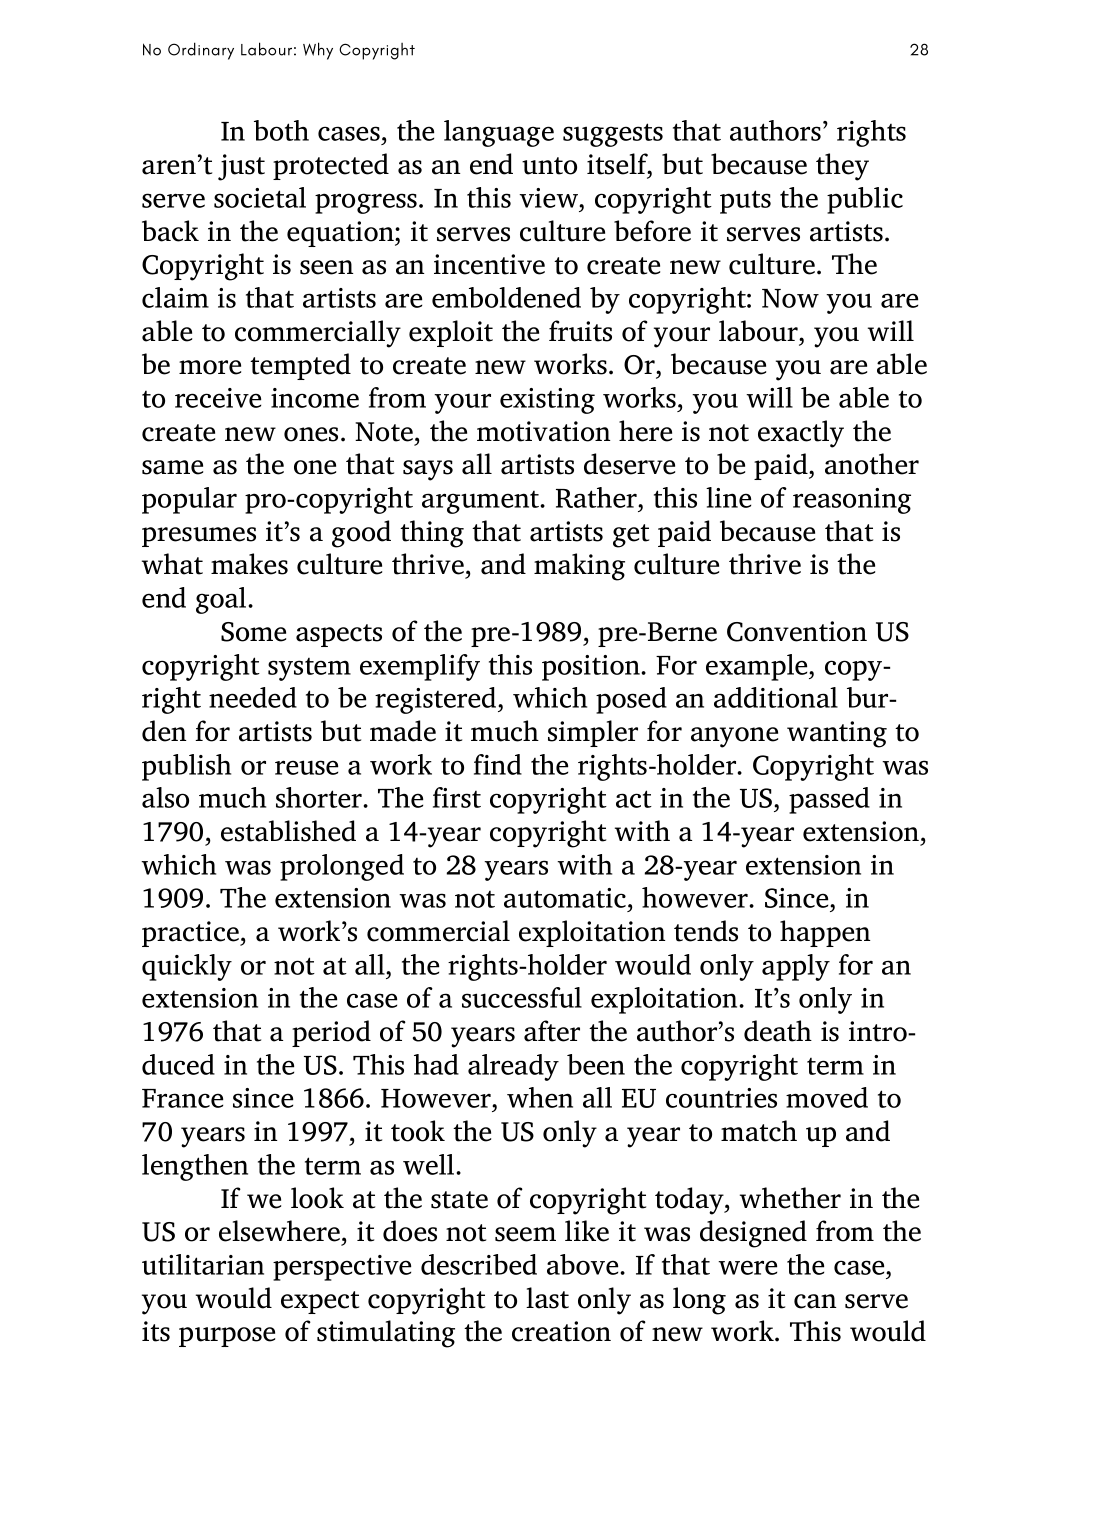 No Ordinary Labour: Why Copyright 28
In both cases, the language suggests that authors’ rights
aren’t just protected as an end unto itself, but because they
serve societal progress. In this view, copyright puts the public
back in the equation; it serves culture before it serves artists.
Copyright is seen as an incentive to create new culture. The
claim is that artists are emboldened by copyright: Now you are
able to commercially exploit the fruits of your labour, you will
be more tempted to create new works. Or, because you are able
to receive income from your existing works, you will be able to
create new ones. Note, the motivation here is not exactly the
same as the one that says all artists deserve to be paid, another
popular pro-copyright argument. Rather, this line of reasoning
presumes it’s a good thing that artists get paid because that is
what makes culture thrive, and making culture thrive is the
end goal.
Some aspects of the pre-1989, pre-Berne Convention US
copyright system exemplify this position. For example, copy-
right needed to be registered, which posed an additional bur-
den for artists but made it much simpler for anyone wanting to
publish or reuse a work to find the rights-holder. Copyright was
also much shorter. The first copyright act in the US, passed in
1790, established a 14-year copyright with a 14-year extension,
which was prolonged to 28 years with a 28-year extension in
1909. The extension was not automatic, however. Since, in
practice, a work’s commercial exploitation tends to happen
quickly or not at all, the rights-holder would only apply for an
extension in the case of a successful exploitation. It’s only in
1976 that a period of 50 years after the author’s death is intro-
duced in the US. This had already been the copyright term in
France since 1866. However, when all EU countries moved to
70 years in 1997, it took the US only a year to match up and
lengthen the term as well.
If we look at the state of copyright today, whether in the
US or elsewhere, it does not seem like it was designed from the
utilitarian perspective described above. If that were the case,
you would expect copyright to last only as long as it can serve
its purpose of stimulating the creation of new work. This would